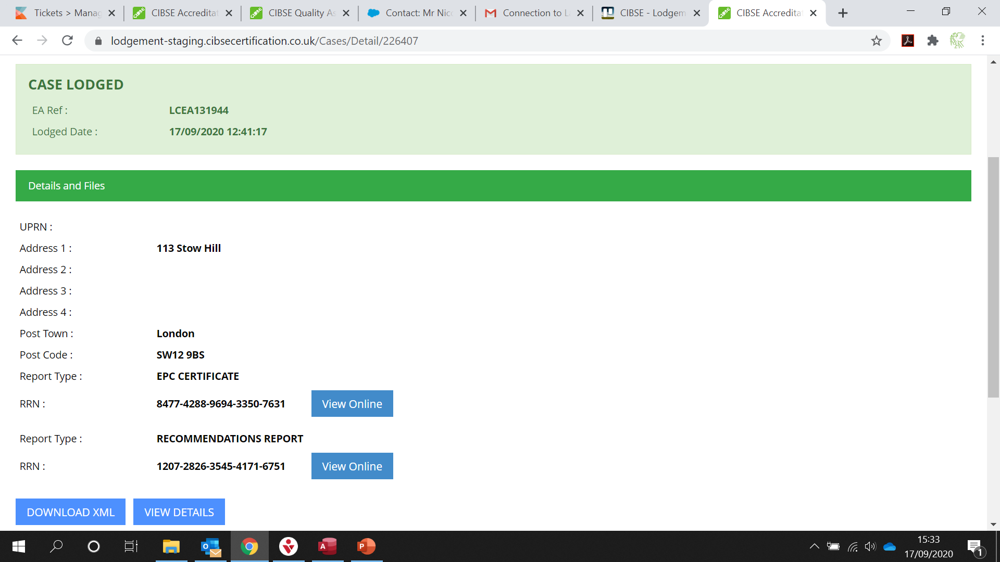 Tickets > Manag
CIBSE Accreditat
CIBSE Quality As
Contact: Mr Nico
Connection to La
CIBSE - Lodgem
CIBSE Accreditat
lodgement-staging.cibsecertification.co.uk/Cases/Detail/226407
CASE LODGED
EA Ref : LCEA131944
Lodged Date : 17/09/2020 12:41:17
Details and Files
UPRN :
Address 1 : 113 Stow Hill
Address 2 :
Address 3 :
Address 4 :
Post Town : London
Post Code : SW12 9BS
Report Type : EPC CERTIFICATE
RRN : 8477-4288-9694-3350-7631 View Online
Report Type : RECOMMENDATIONS REPORT
RRN : 1207-2826-3545-4171-6751 View Online
DOWNLOAD XML VIEW DETAILS
15:33
17/09/2020
1